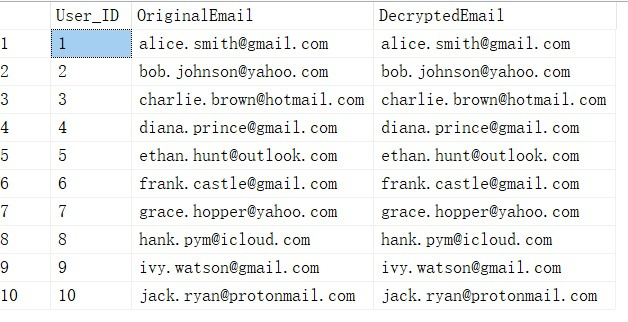 User_ID OriginalEmail DecryptedEmail
1 1 alice.smith@gmail.com alice.smith@gmail.com
2 2 bob.johnson@yahoo.com bob.johnson@yahoo.com
3 3 charlie.brown@hotmail.com charlie.brown@hotmail.com
4 4 diana.prince@gmail.com diana.prince@gmail.com
5 5 ethan.hunt@outlook.com ethan.hunt@outlook.com
6 6 frank.castle@gmail.com frank.castle@gmail.com
7 7 grace.hopper@yahoo.com grace.hopper@yahoo.com
8 8 hank.pym@icloud.com hank.pym@icloud.com
9 9 ivy.watson@gmail.com ivy.watson@gmail.com
10 10 jack.ryan@protonmail.com jack.ryan@protonmail.com